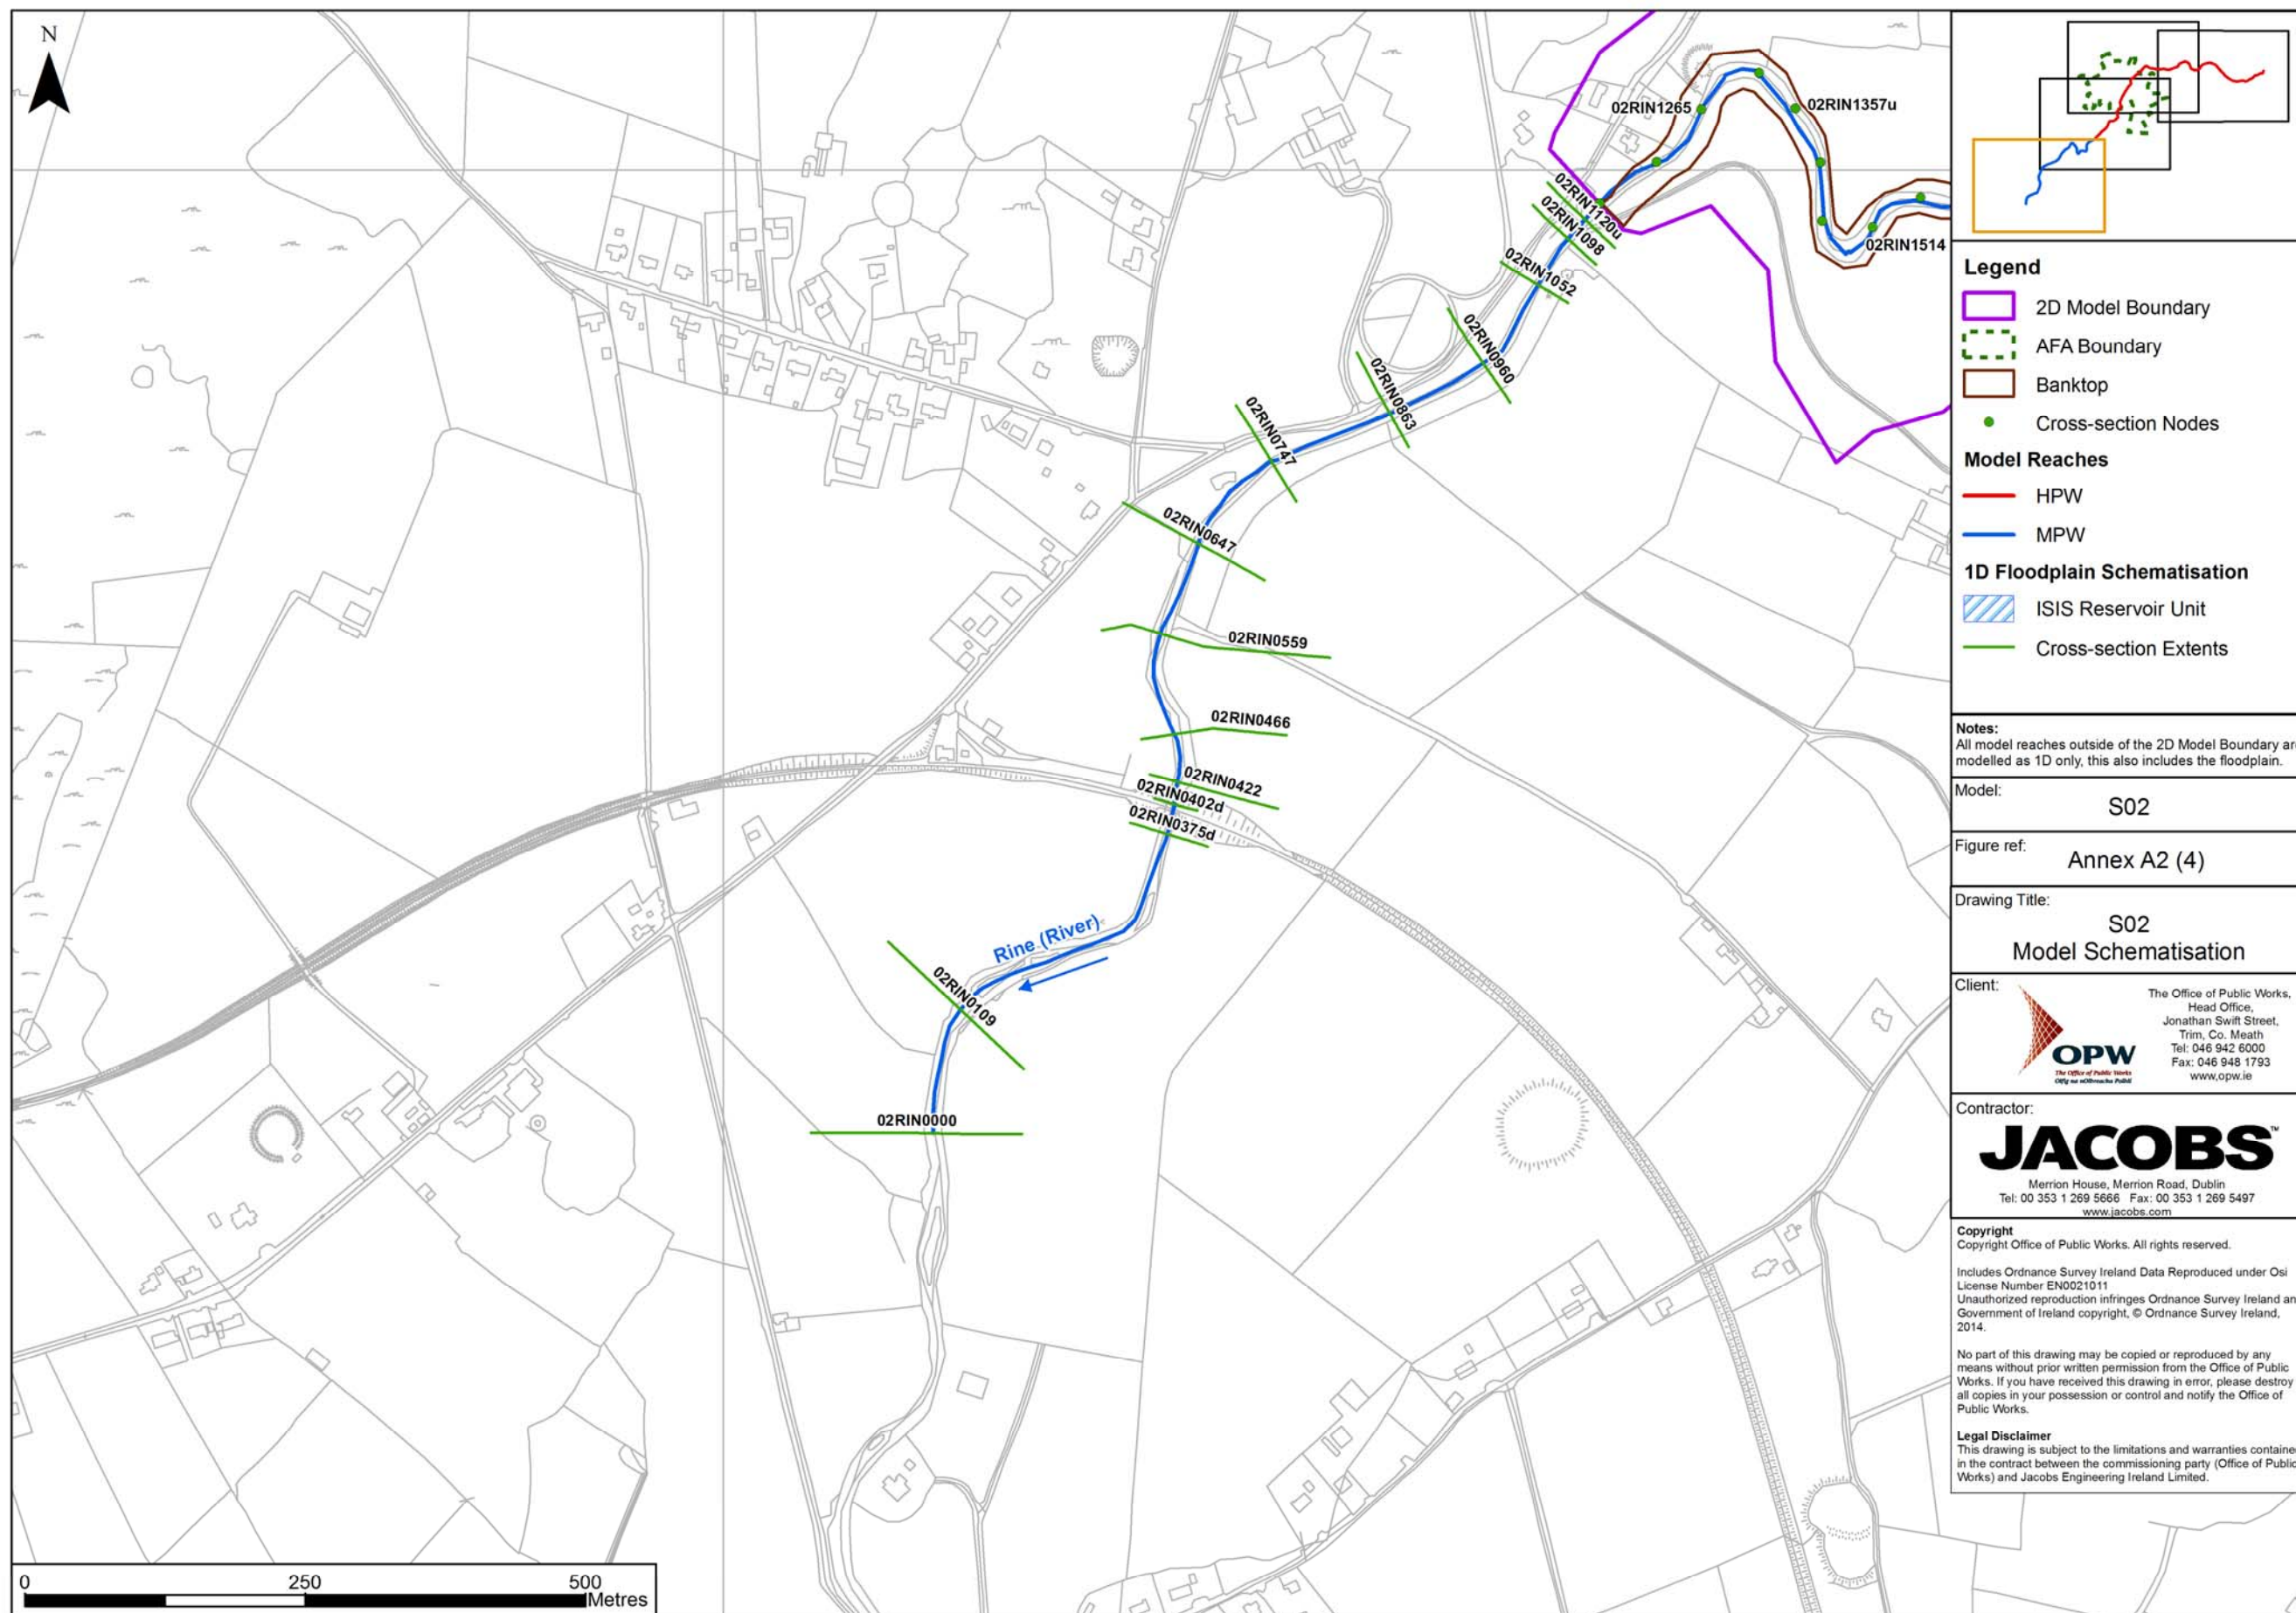 N
02RIN1265
02RIN1357u
02RIN1514
02RIN1120u
02RIN1098
02RIN1052
02RIN0960
02RIN0863
02RIN0747
02RIN0647
02RIN0559
02RIN0466
02RIN0422
02RIN0402d
02RIN0375d
Rine (River)
02RIN0109
02RIN0000
0 250 500
Metres
Legend
2D Model Boundary
AFA Boundary
Banktop
Cross-section Nodes
Model Reaches
HPW
MPW
1D Floodplain Schematisation
ISIS Reservoir Unit
Cross-section Extents
Notes:
All model reaches outside of the 2D Model Boundary ar
modelled as 1D only, this also includes the floodplain.
Model:
S02
Figure ref:
Annex A2 (4)
Drawing Title:
S02
Model Schematisation
Client:
OPW
The Office of Public Works
Oifig na nOibreacha Poiblí
The Office of Public Works,
Head Office,
Jonathan Swift Street,
Trim, Co. Meath
Tel: 046 942 6000
Fax: 046 948 1793
www.opw.ie
Contractor:
JACOBS™
Merrion House, Merrion Road, Dublin
Tel: 00 353 1 269 5666 Fax: 00 353 1 269 5497
www.jacobs.com
Copyright
Copyright Office of Public Works. All rights reserved.
Includes Ordnance Survey Ireland Data Reproduced under Osi
License Number EN0021011
Unauthorized reproduction infringes Ordnance Survey Ireland an
Government of Ireland copyright, © Ordnance Survey Ireland,
2014.
No part of this drawing may be copied or reproduced by any
means without prior written permission from the Office of Public
Works. If you have received this drawing in error, please destroy
all copies in your possession or control and notify the Office of
Public Works.
Legal Disclaimer
This drawing is subject to the limitations and warranties containe
in the contract between the commissioning party (Office of Public
Works) and Jacobs Engineering Ireland Limited.